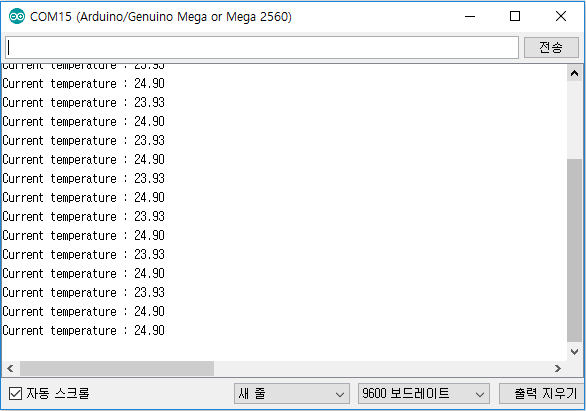 COM15 (Arduino/Genuino Mega or Mega 2560)
전송
Current temperature : 23.93
Current temperature : 24.90
Current temperature : 23.93
Current temperature : 24.90
Current temperature : 23.93
Current temperature : 24.90
Current temperature : 23.93
Current temperature : 24.90
Current temperature : 23.93
Current temperature : 24.90
Current temperature : 23.93
Current temperature : 24.90
Current temperature : 23.93
Current temperature : 24.90
Current temperature : 24.90
자동 스크롤
새 줄
9600 보드레이트
출력 지우기